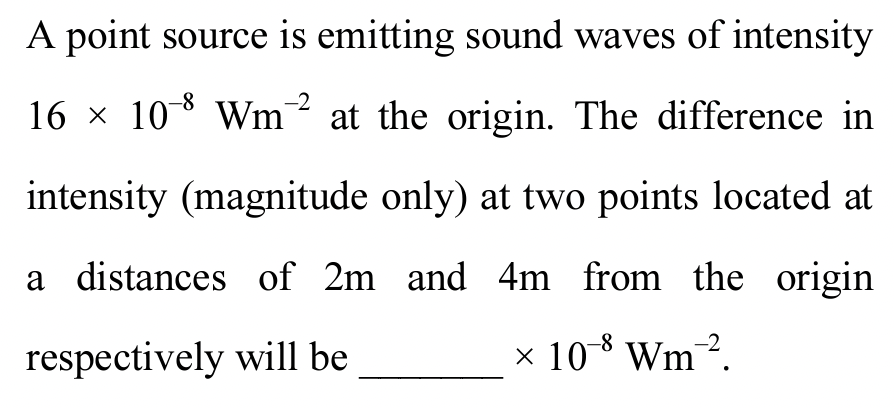 A point source is emitting sound waves of intensity
16 × 10⁻⁸ Wm⁻² at the origin. The difference in
intensity (magnitude only) at two points located at
a distances of 2m and 4m from the origin
respectively will be _______ × 10⁻⁸ Wm⁻².